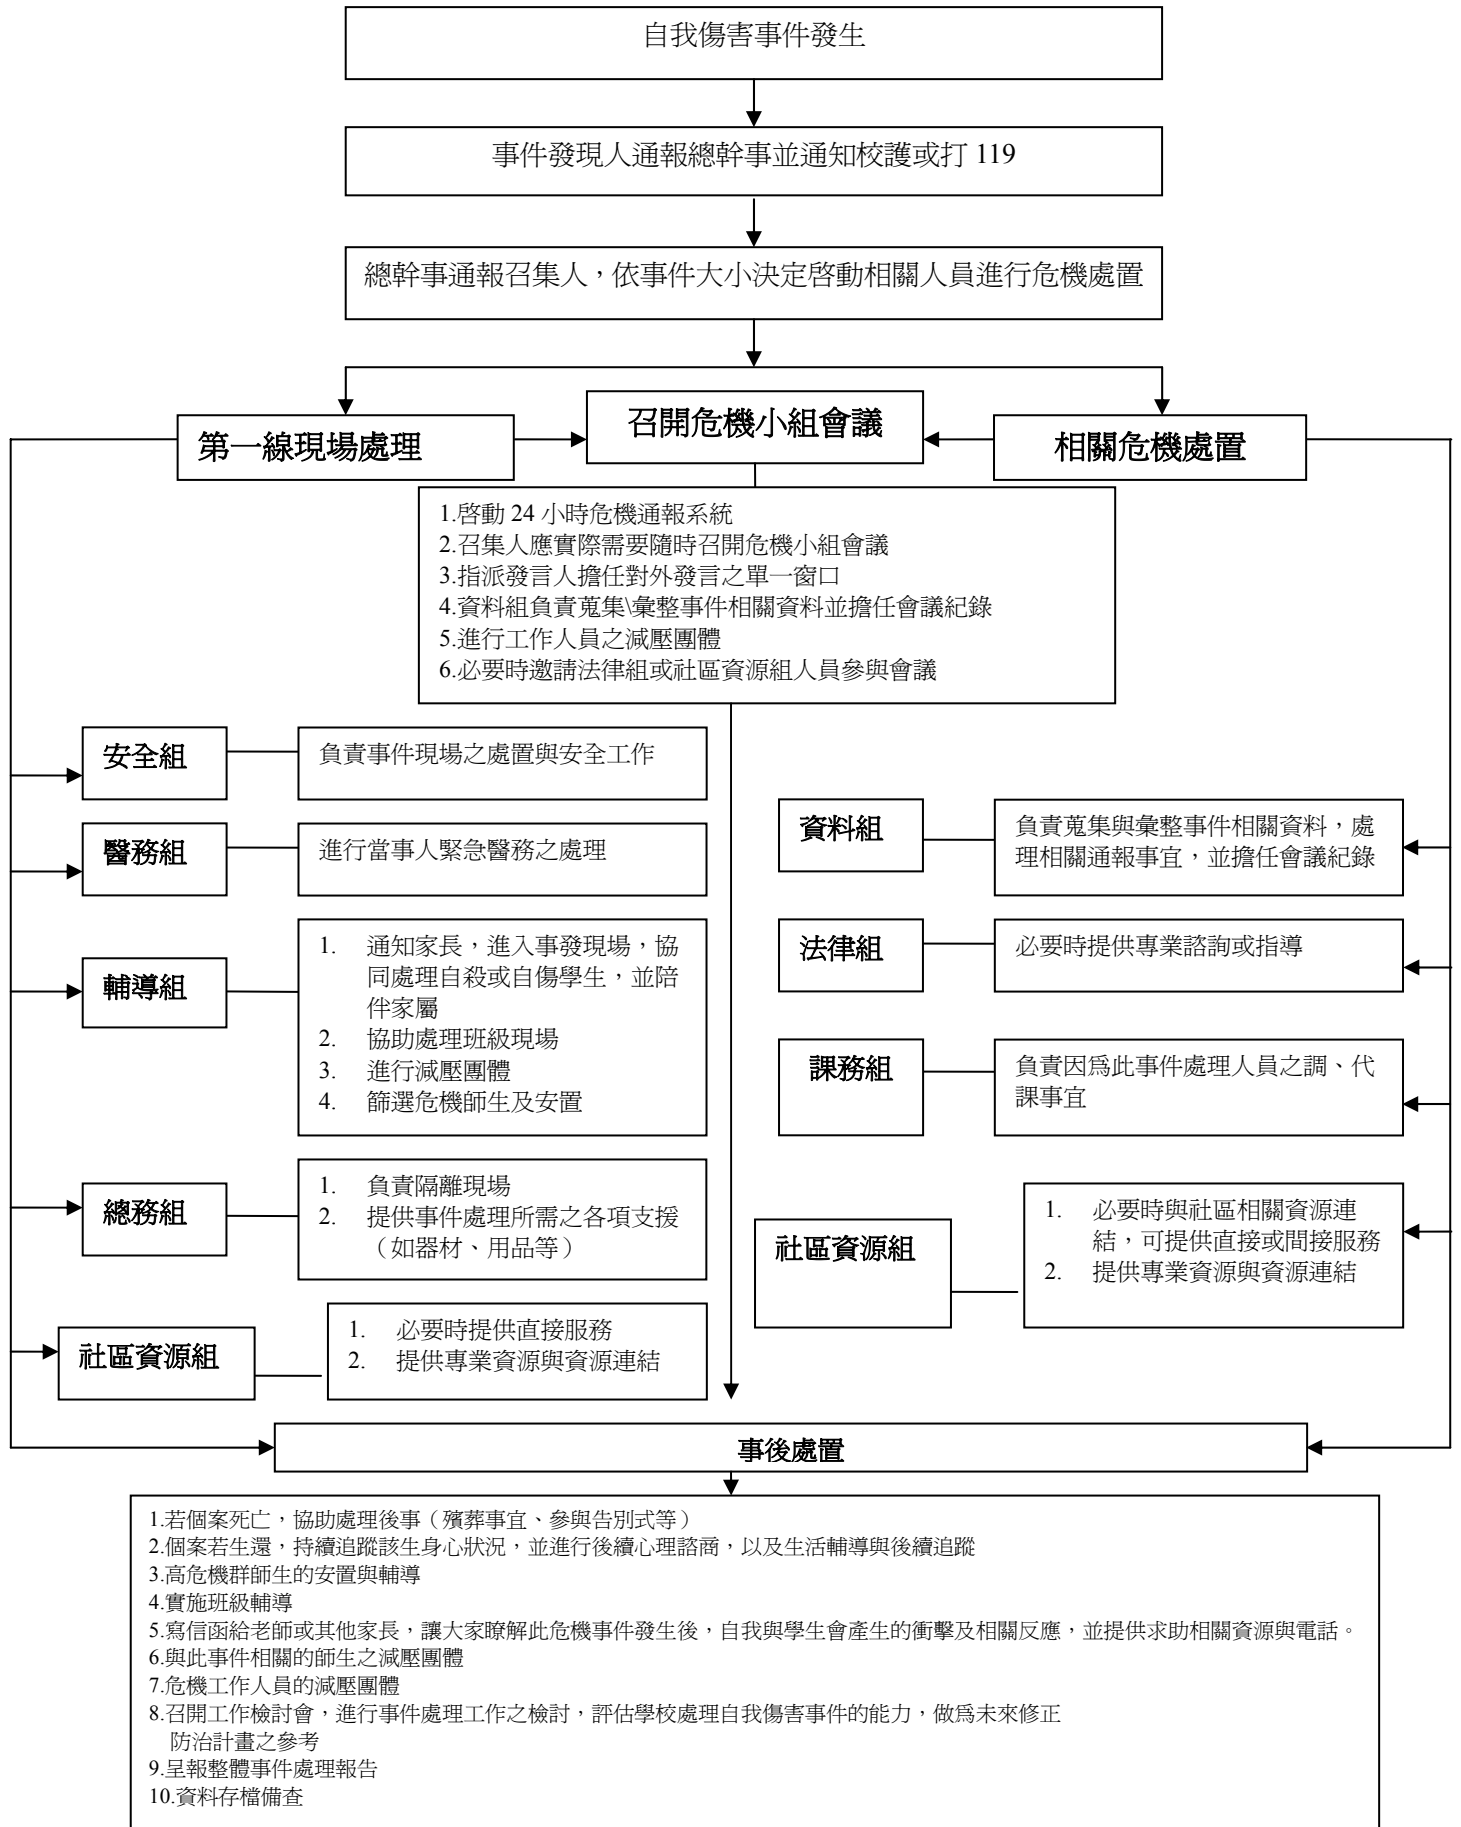 自我傷害事件發生
事件發現人通報總幹事並通知校護或打 119
總幹事通報召集人，依事件大小決定啓動相關人員進行危機處置
第一線現場處理
召開危機小組會議
相關危機處置
1.啓動 24 小時危機通報系統
2.召集人應實際需要隨時召開危機小組會議
3.指派發言人擔任對外發言之單一窗口
4.資料組負責蒐集\彙整事件相關資料並擔任會議紀錄
5.進行工作人員之減壓團體
6.必要時邀請法律組或社區資源組人員參與會議
安全組
負責事件現場之處置與安全工作
醫務組
進行當事人緊急醫務之處理
輔導組
1. 通知家長，進入事發現場，協
同處理自殺或自傷學生，並陪
伴家屬
2. 協助處理班級現場
3. 進行減壓團體
4. 篩選危機師生及安置
總務組
1. 負責隔離現場
2. 提供事件處理所需之各項支援
（如器材、用品等）
社區資源組
1. 必要時提供直接服務
2. 提供專業資源與資源連結
資料組
負責蒐集與彙整事件相關資料，處
理相關通報事宜，並擔任會議紀錄
法律組
必要時提供專業諮詢或指導
課務組
負責因爲此事件處理人員之調、代
課事宜
社區資源組
1. 必要時與社區相關資源連
結，可提供直接或間接服務
2. 提供專業資源與資源連結
事後處置
1.若個案死亡，協助處理後事（殯葬事宜、參與告別式等）
2.個案若生還，持續追蹤該生身心狀況，並進行後續心理諮商，以及生活輔導與後續追蹤
3.高危機群師生的安置與輔導
4.實施班級輔導
5.寫信函給老師或其他家長，讓大家瞭解此危機事件發生後，自我與學生會產生的衝擊及相關反應，並提供求助相關資源與電話。
6.與此事件相關的師生之減壓團體
7.危機工作人員的減壓團體
8.召開工作檢討會，進行事件處理工作之檢討，評估學校處理自我傷害事件的能力，做爲未來修正
防治計畫之參考
9.呈報整體事件處理報告
10.資料存檔備查